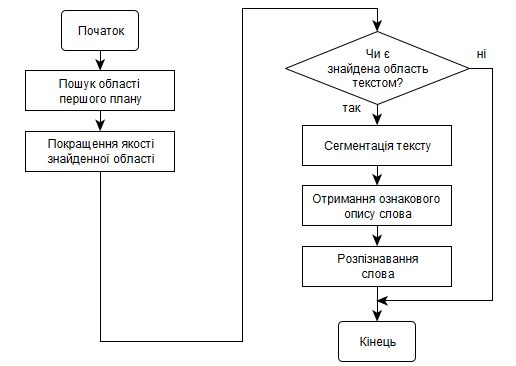 Початок
Пошук області
першого плану
Покращення якості
знайденної області
Чи є
знайдена область
текстом?
ні
так
Сегментація тексту
Отримання ознакового
опису слова
Розпізнавання
слова
Кінець